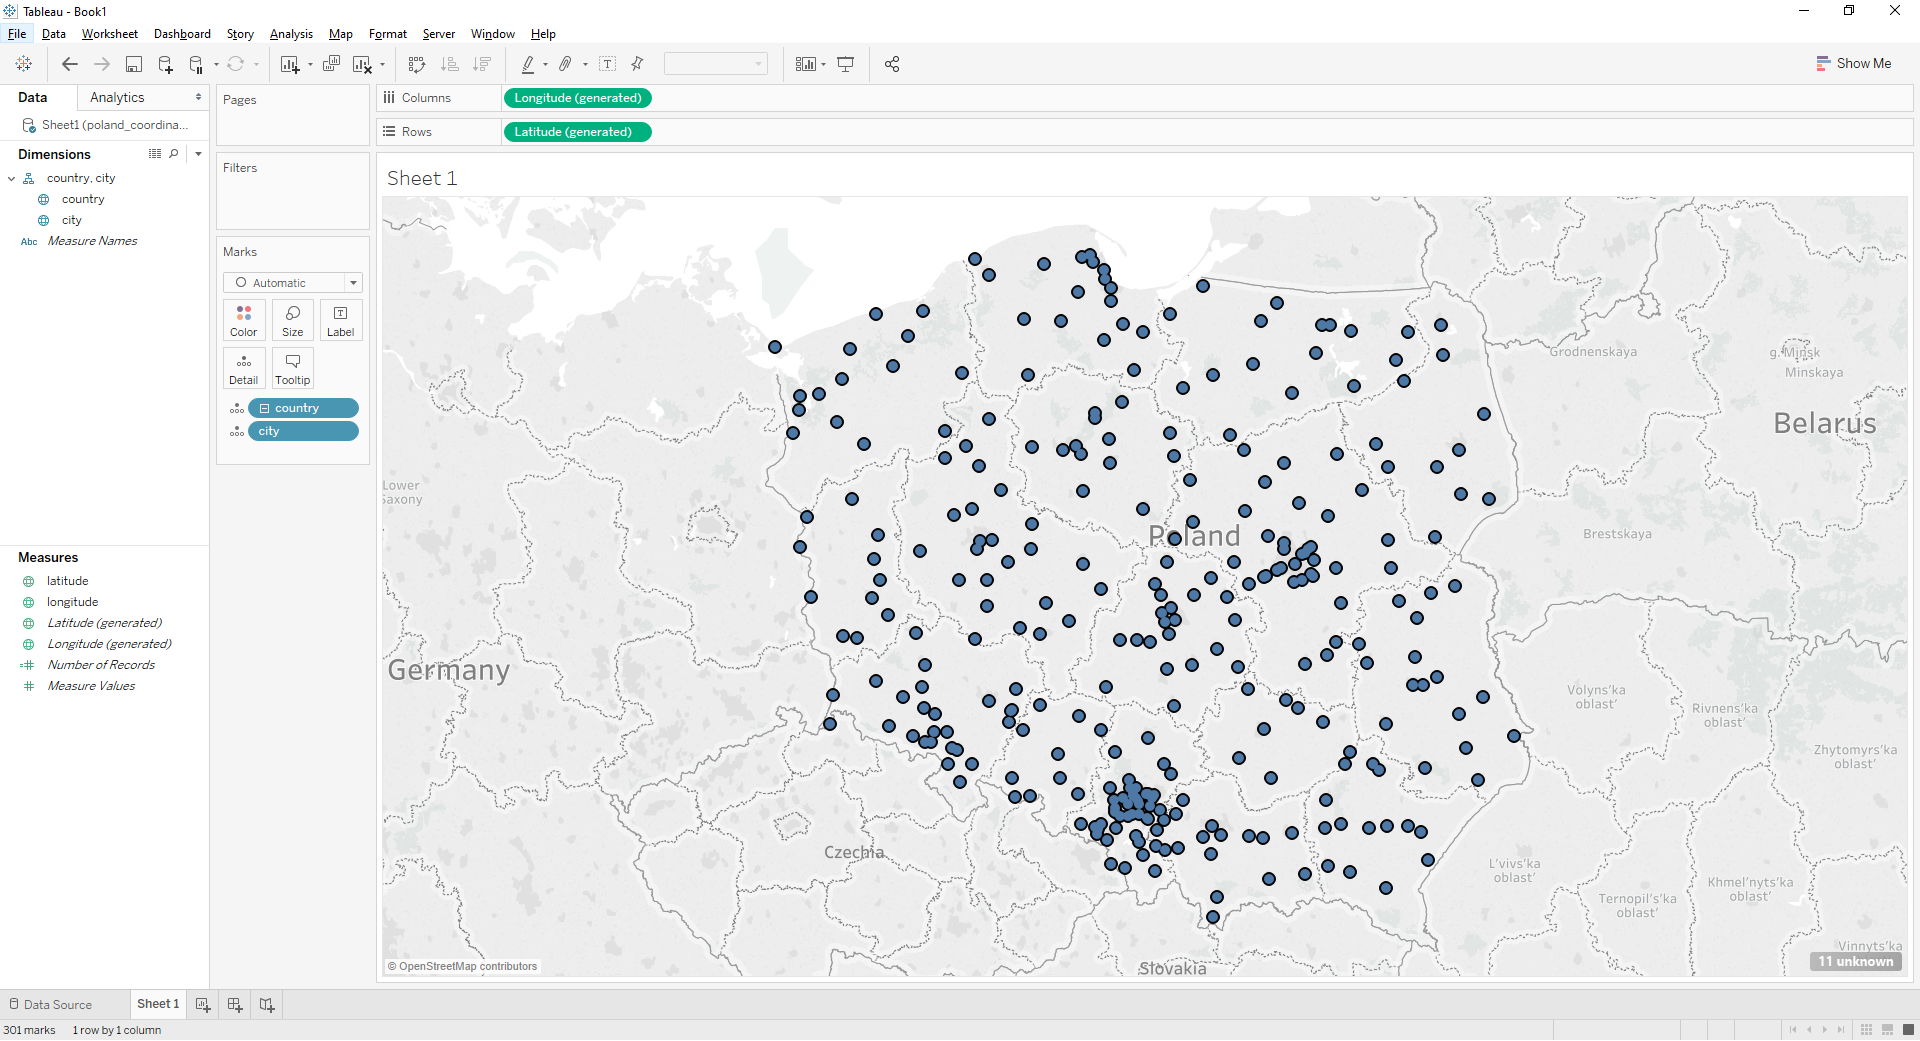 Tableau - Book1
File Data Worksheet Dashboard Story Analysis Map Format Server Window Help
Show Me
Data Analytics
Sheet1 (poland_coordina...
Dimensions
country, city
country
city
Abc Measure Names
Measures
latitude
longitude
Latitude (generated)
Longitude (generated)
Number of Records
Measure Values
Pages
Filters
Marks
Automatic
Color Size Label
Detail Tooltip
country
city
Columns Longitude (generated)
Rows Latitude (generated)
Sheet 1
Grodnenskaya
g. Minsk
Minskaya
Belarus
Lower
Saxony
Poland
Brestskaya
Germany
Volyns'ka
oblast'
Rivnens'ka
oblast'
Zhytomyrs'ka
oblast'
Czechia
L'vivs'ka
oblast'
Khmel'nyts'ka
oblast'
Ternopil's'ka
oblast'
Vinnyts'ka
Slovakia
© OpenStreetMap contributors
11 unknown
Data Source Sheet 1
301 marks 1 row by 1 column